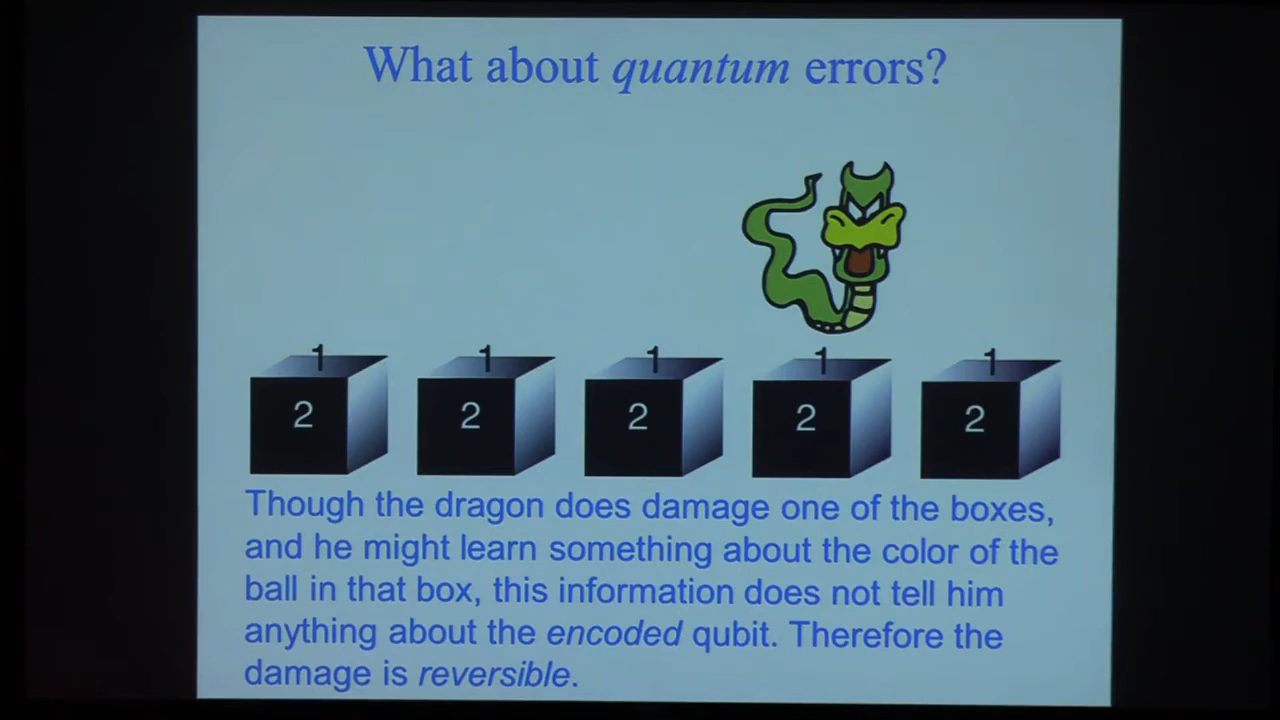 What about quantum errors?
1 1 1 1 1
2 2 2 2 2
Though the dragon does damage one of the boxes,
and he might learn something about the color of the
ball in that box, this information does not tell him
anything about the encoded qubit. Therefore the
damage is reversible.